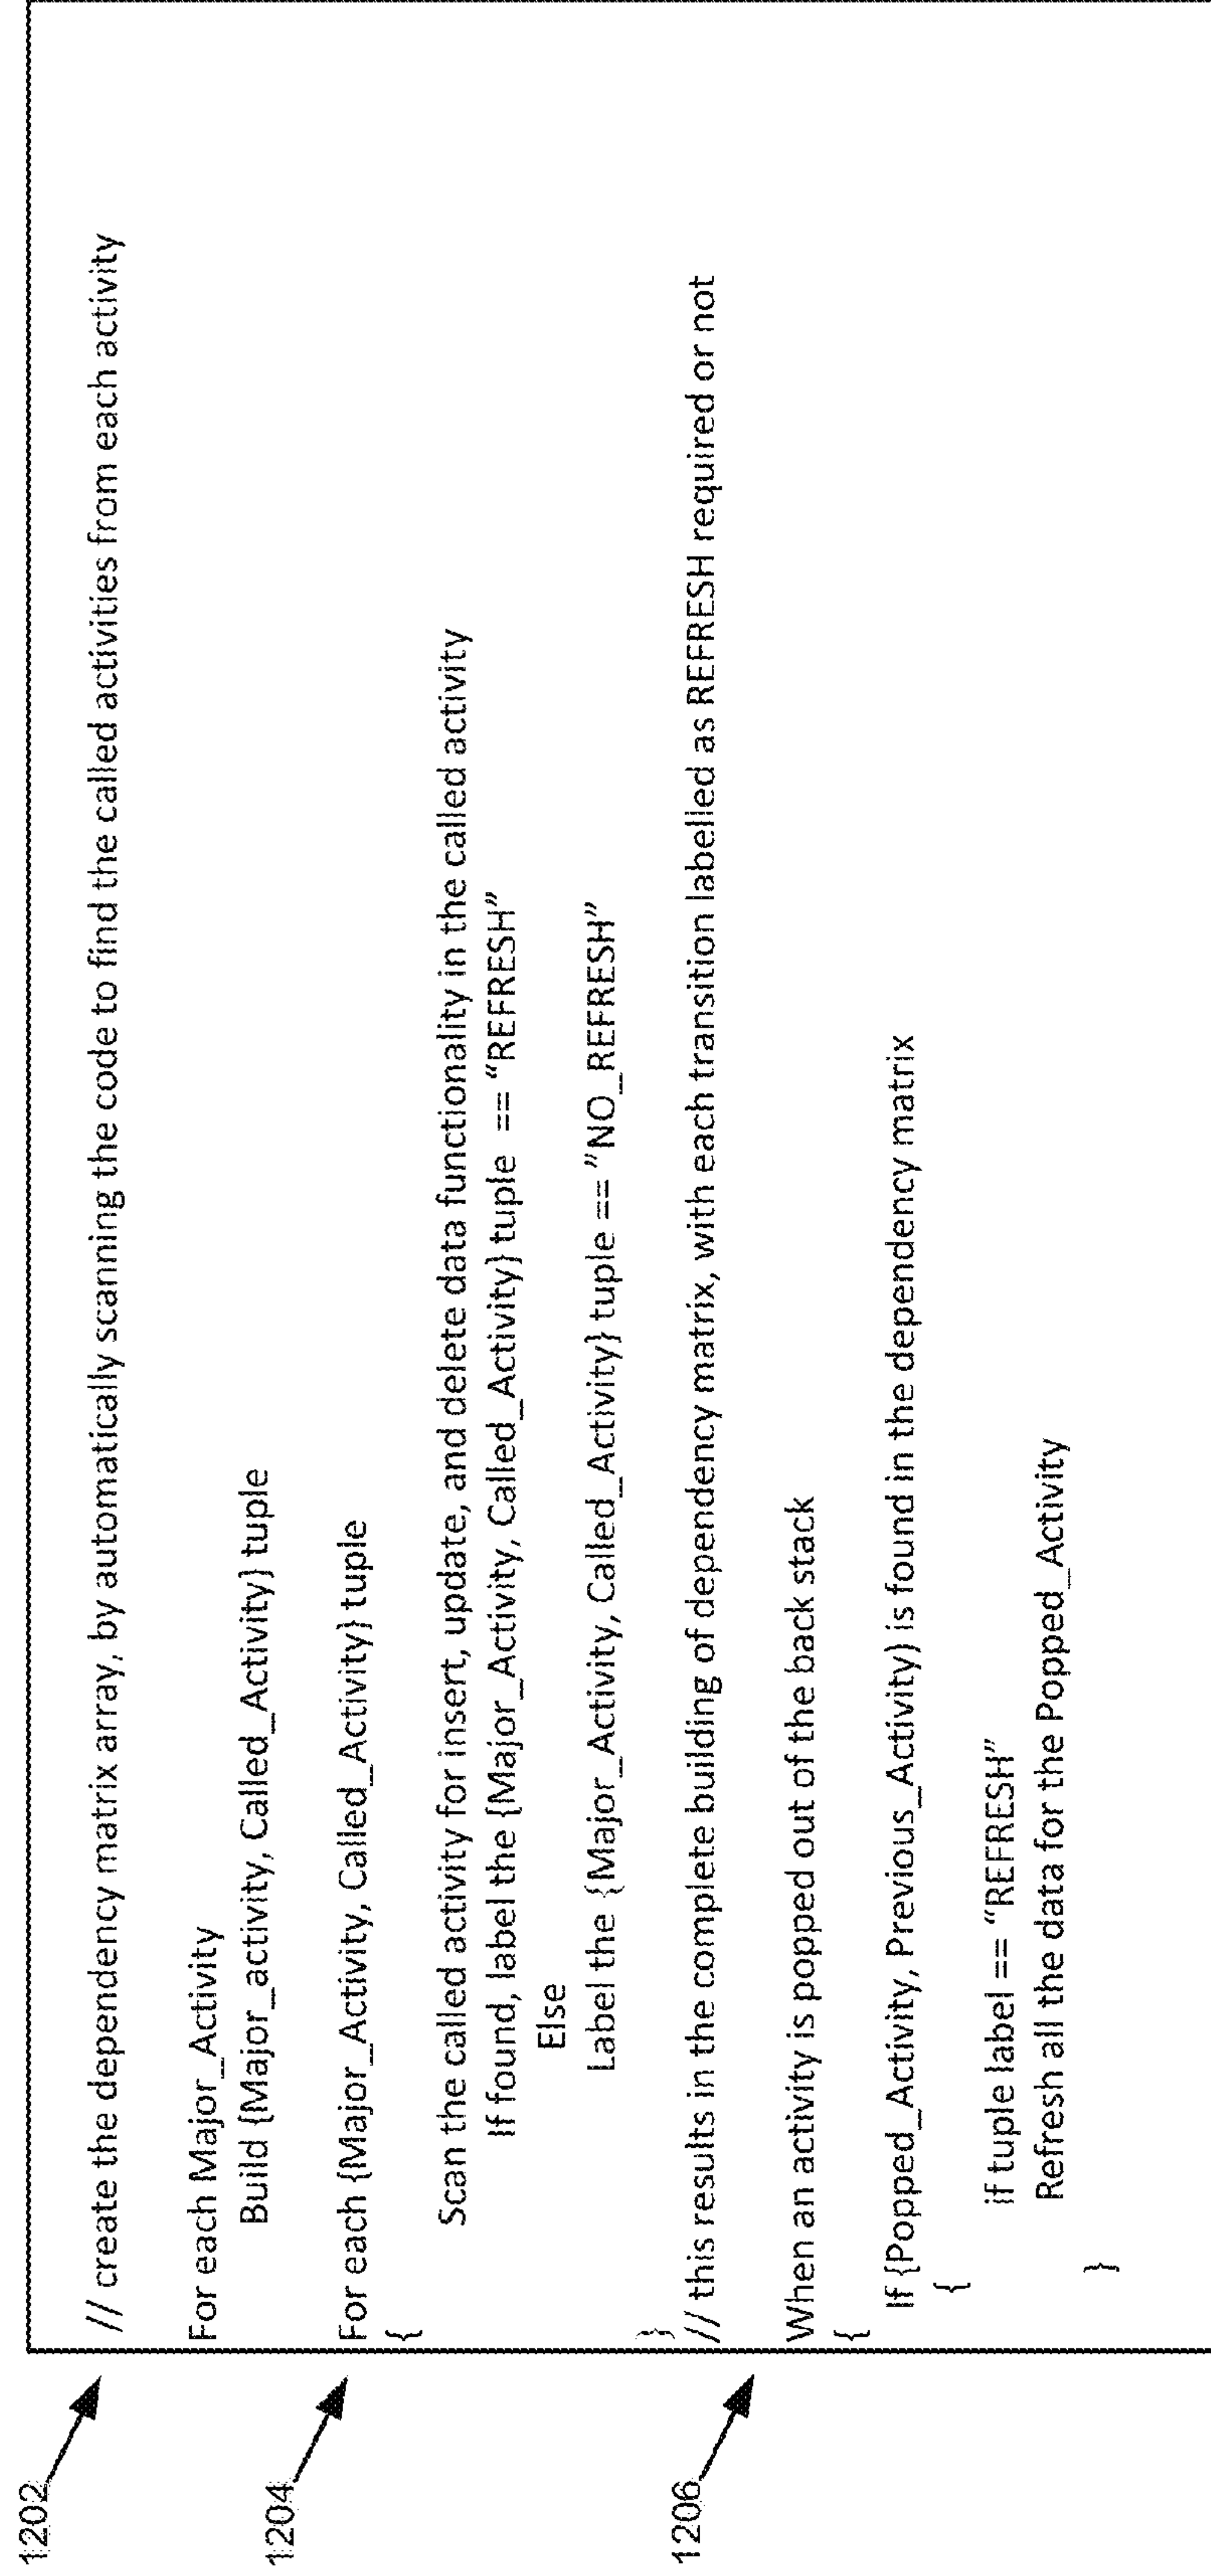 1202
// create the dependency matrix array, by automatically scanning the code to find the called activities from each activity
For each Major_Activity
Build {Major_activity, Called_Activity} tuple
1204
For each {Major_Activity, Called_Activity} tuple
{
Scan the called activity for insert, update, and delete data functionality in the called activity
If found, label the {Major_Activity, Called_Activity} tuple == “REFRESH”
Else
Label the {Major_Activity, Called_Activity} tuple == ”NO_REFRESH”
}
// this results in the complete building of dependency matrix, with each transition labelled as REFRESH required or not
1206
When an activity is popped out of the back stack
{
If {Popped_Activity, Previous_Activity} is found in the dependency matrix
{
if tuple label == “REFRESH”
Refresh all the data for the Popped_Activity
}